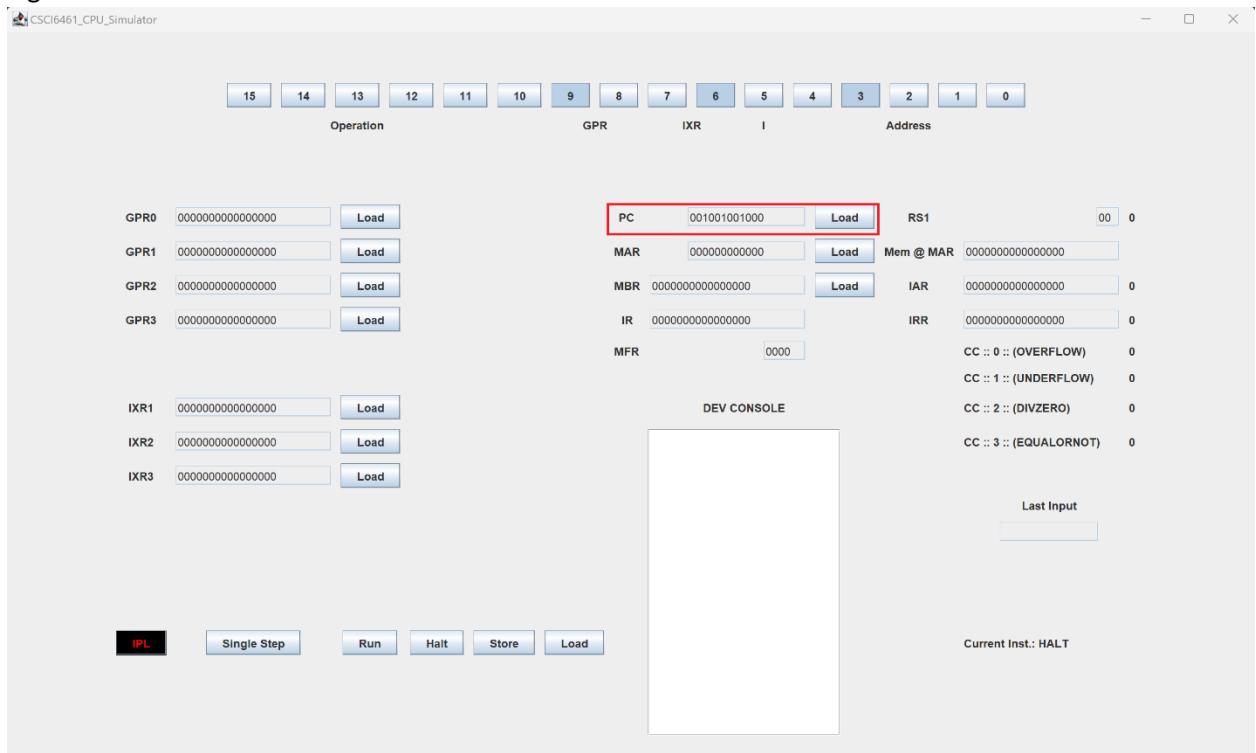 CSCI6461_CPU_Simulator
15 14 13 12 11 10 9 8 7 6 5 4 3 2 1 0
Operation GPR IXR I Address
GPR0 0000000000000000 Load PC 001001001000 Load RS1 00 0
GPR1 0000000000000000 Load MAR 000000000000 Load Mem @ MAR 0000000000000000
GPR2 0000000000000000 Load MBR 0000000000000000 Load IAR 0000000000000000 0
GPR3 0000000000000000 Load IR 0000000000000000 IRR 0000000000000000 0
MFR 0000 CC :: 0 :: (OVERFLOW) 0
CC :: 1 :: (UNDERFLOW) 0
IXR1 0000000000000000 Load DEV CONSOLE CC :: 2 :: (DIVZERO) 0
IXR2 0000000000000000 Load CC :: 3 :: (EQUALORNOT) 0
IXR3 0000000000000000 Load
Last Input
IPL Single Step Run Halt Store Load Current Inst.: HALT